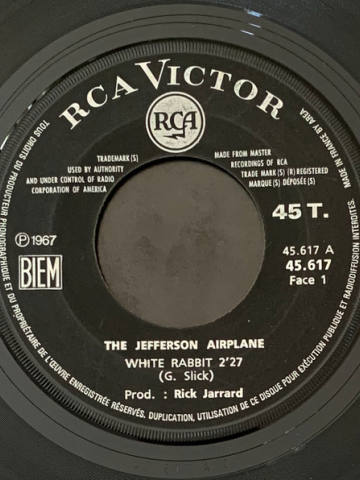 RCA VICTOR
RCA
TRADEMARK(S)
USED BY AUTHORITY
AND UNDER CONTROL OF RADIO
CORPORATION OF AMERICA
MADE FROM MASTER
RECORDINGS OF RCA
TRADE MARK(S) (R) REGISTERED
MARQUE(S) DÉPOSÉE(S)
45 T.
℗ 1967
BIEM
45.617 A
45.617
Face 1
THE JEFFERSON AIRPLANE
WHITE RABBIT 2'27
(G. Slick)
Prod. : Rick Jarrard
TOUS DROITS DU PRODUCTEUR PHONOGRAPHIQUE ET DU PROPRIÉTAIRE DE L'ŒUVRE ENREGISTRÉE RÉSERVÉS. DUPLICATION, UTILISATION DE CE DISQUE POUR EXÉCUTION PUBLIQUE ET RADIODIFFUSION INTERDITES.
MADE IN FRANCE BY AREA